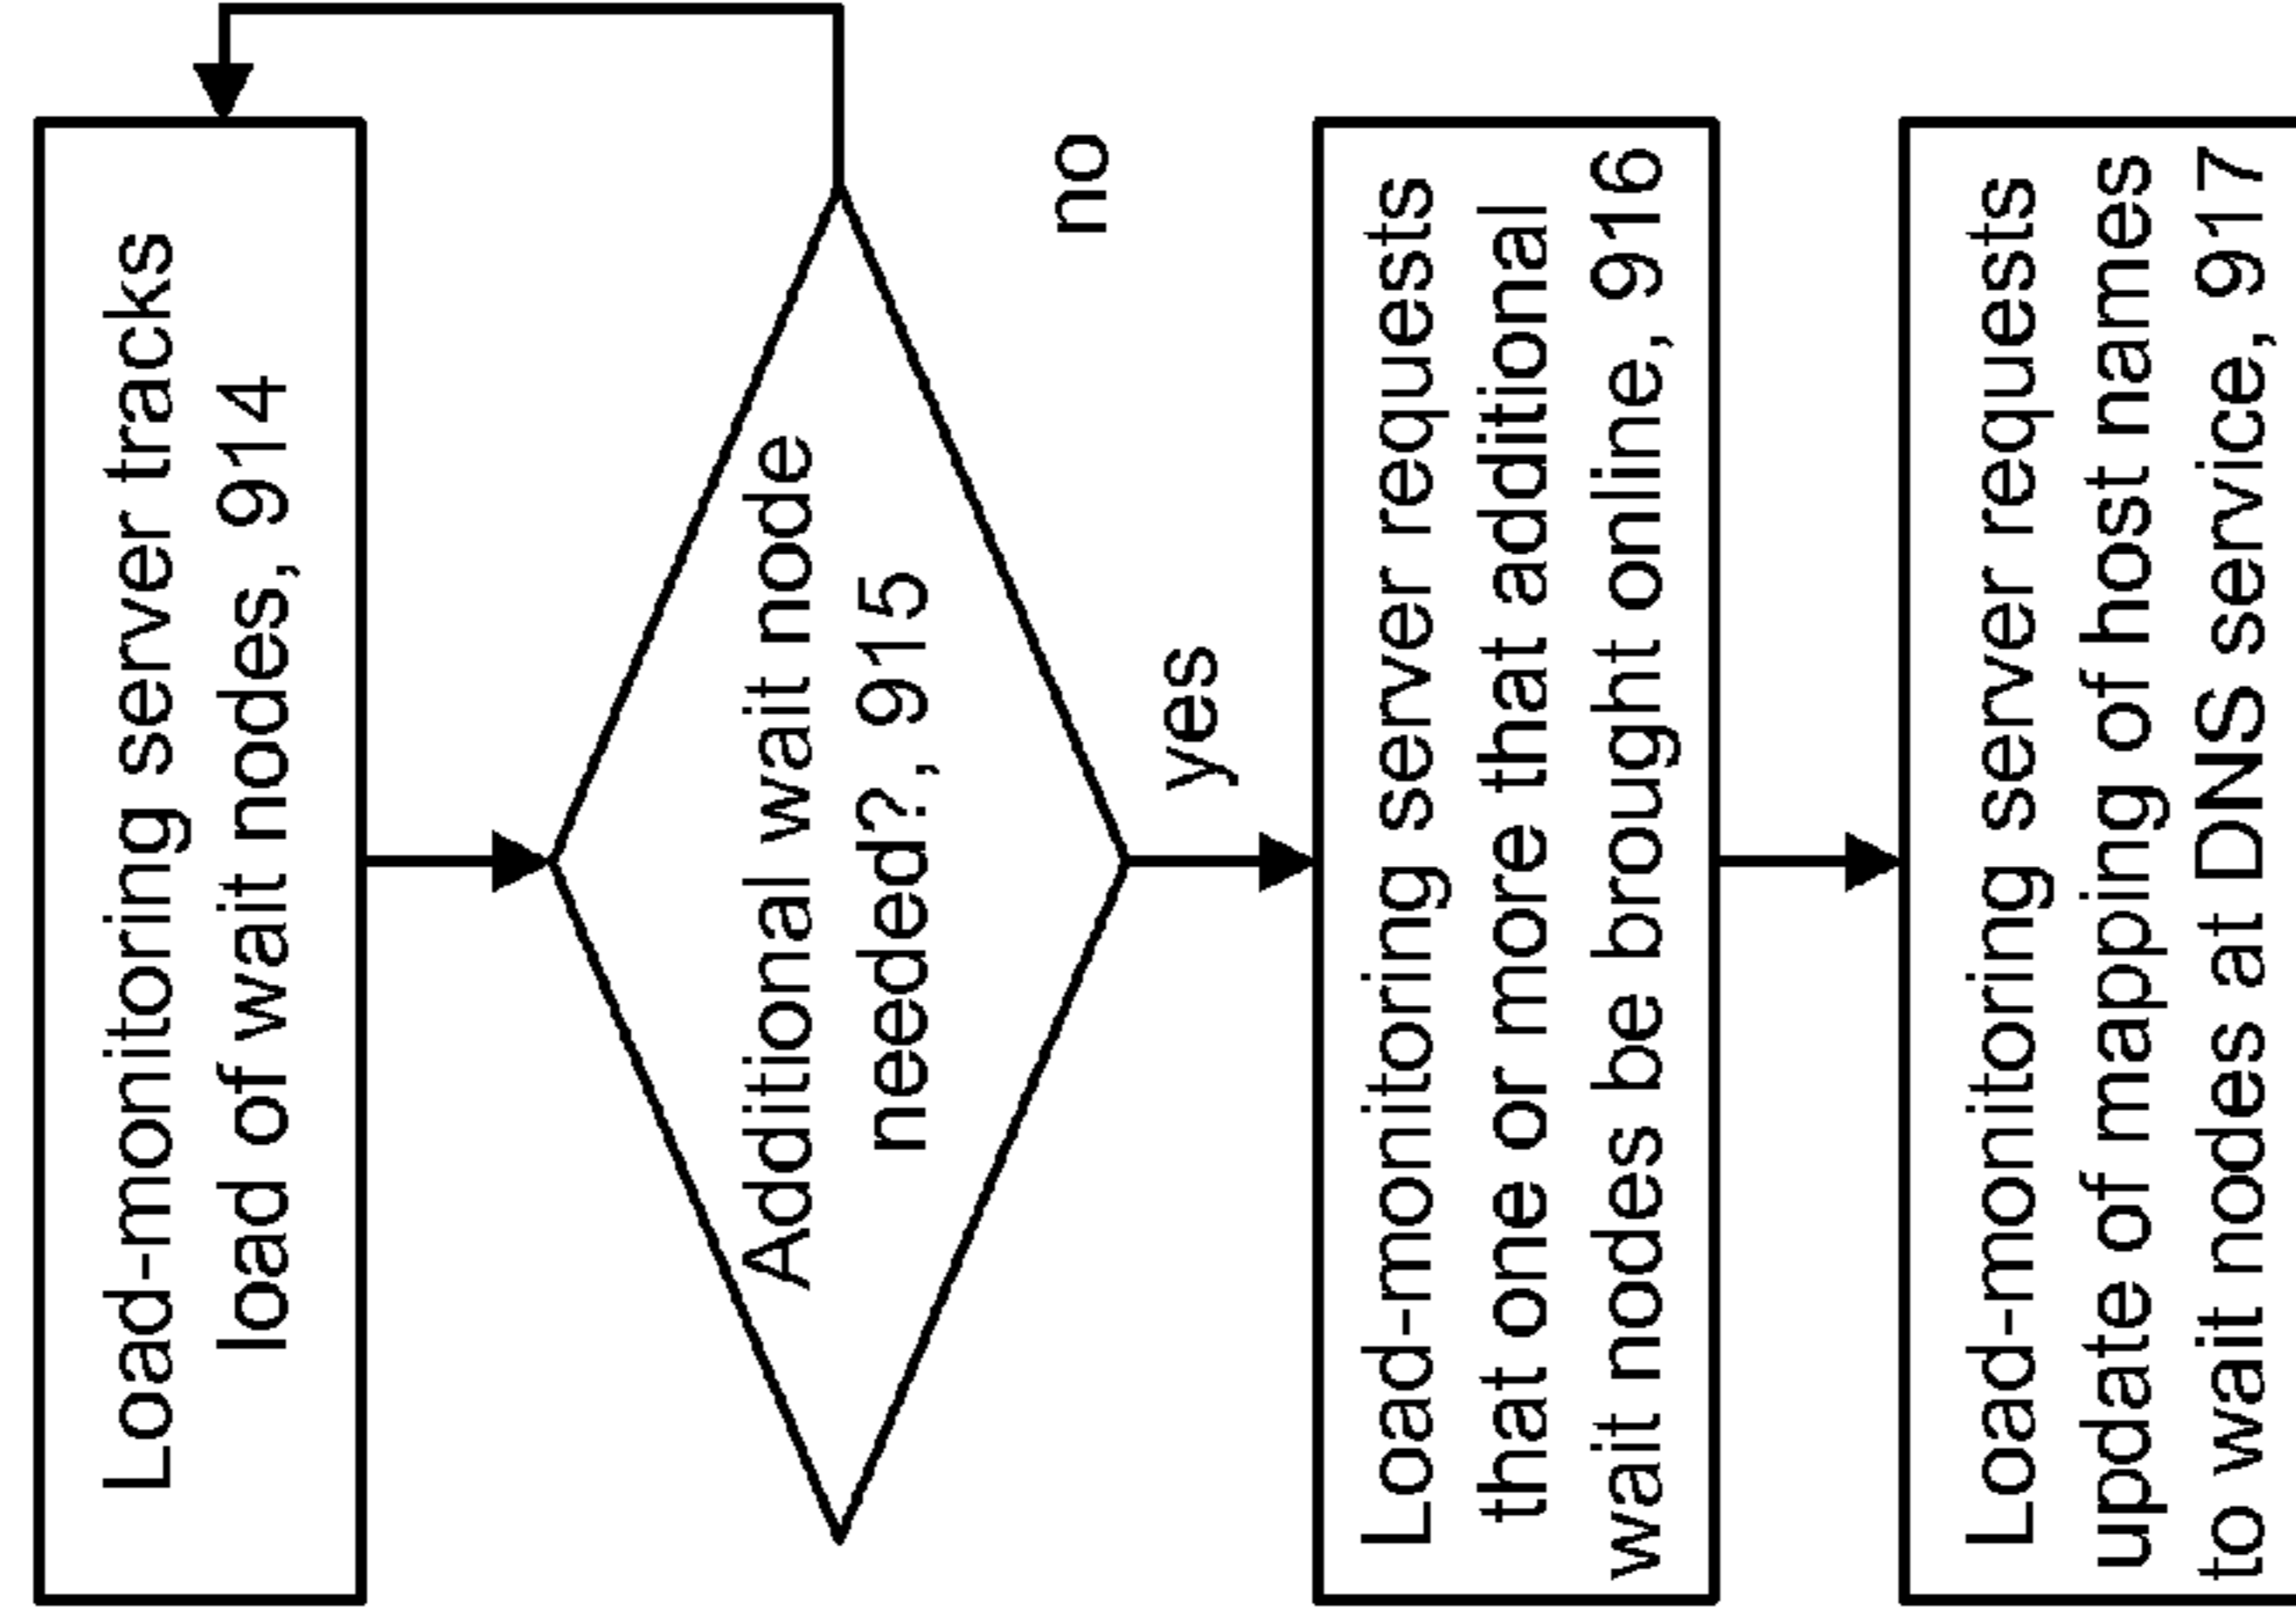 Load-monitoring server tracks
load of wait nodes, 914
Additional wait node
needed?, 915
no
yes
Load-monitoring server requests
that one or more that additional
wait nodes be brought online, 916
Load-monitoring server requests
update of mapping of host names
to wait nodes at DNS service, 917